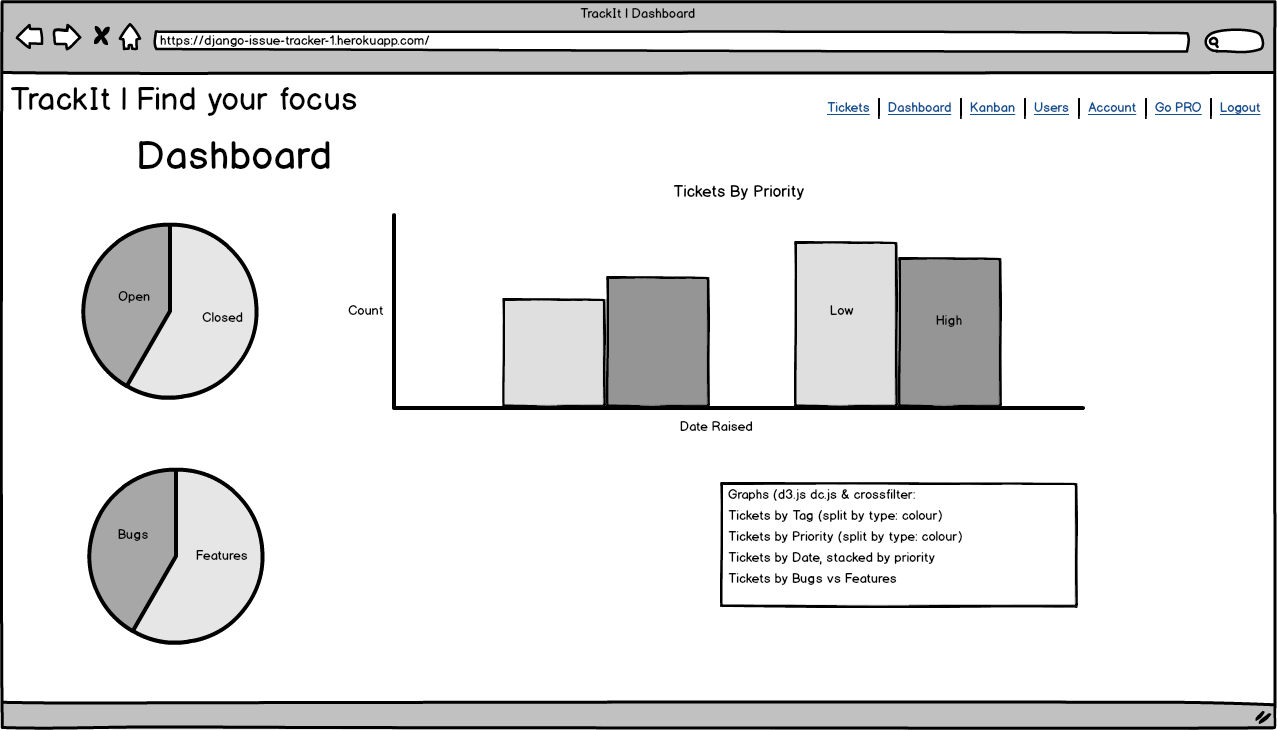 TrackIt | Dashboard
https://django-issue-tracker-1.herokuapp.com/
TrackIt | Find your focus
Tickets | Dashboard | Kanban | Users | Account | Go PRO | Logout
Dashboard
Tickets By Priority
Open
Closed
Count
Low
High
Date Raised
Bugs
Features
Graphs (d3.js dc.js & crossfilter:
Tickets by Tag (split by type: colour)
Tickets by Priority (split by type: colour)
Tickets by Date, stacked by priority
Tickets by Bugs vs Features